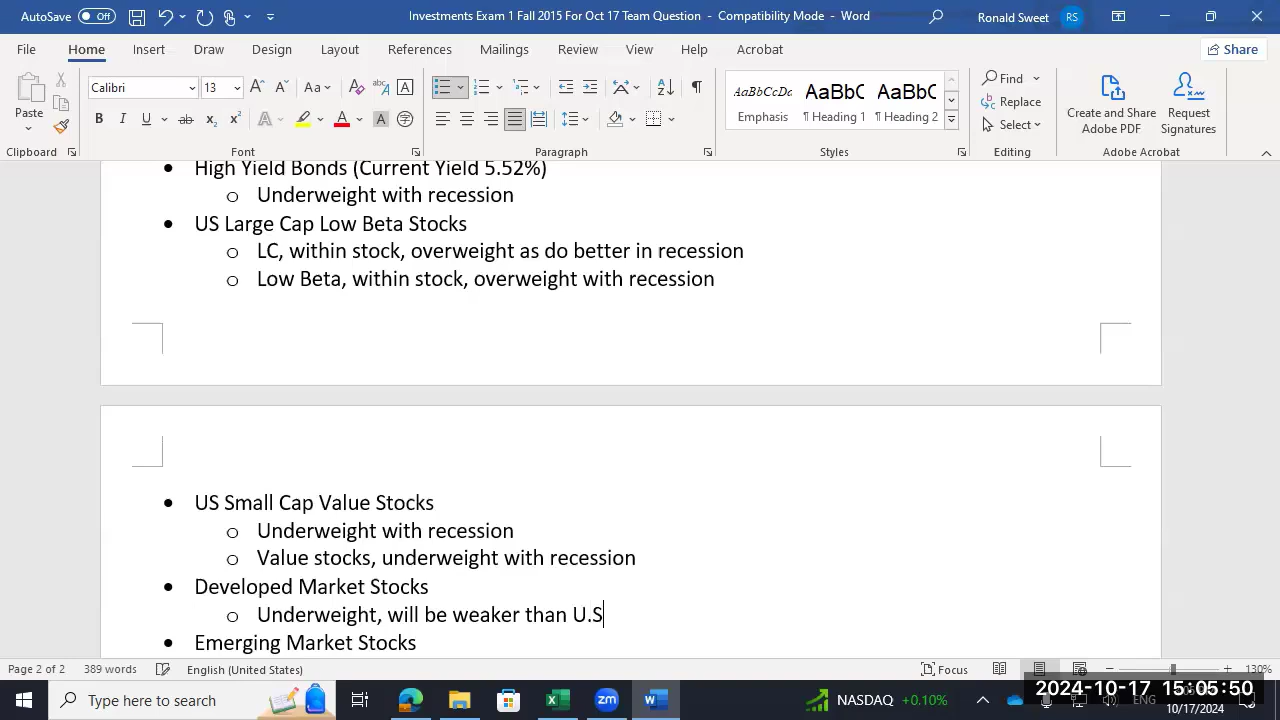 AutoSave Off
Investments Exam 1 Fall 2015 For Oct 17 Team Question - Compatibility Mode - Word
Ronald Sweet RS
File Home Insert Draw Design Layout References Mailings Review View Help Acrobat Share
Paste
Calibri 13
AaBbCcDc AaBbC AaBbC
Emphasis ¶ Heading 1 ¶ Heading 2
Find
Replace
Select
Create and Share Adobe PDF
Request Signatures
Clipboard Font Paragraph Styles Editing Adobe Acrobat
• High Yield Bonds (Current Yield 5.52%)
o Underweight with recession
• US Large Cap Low Beta Stocks
o LC, within stock, overweight as do better in recession
o Low Beta, within stock, overweight with recession
• US Small Cap Value Stocks
o Underweight with recession
o Value stocks, underweight with recession
• Developed Market Stocks
o Underweight, will be weaker than U.S
• Emerging Market Stocks
Page 2 of 2 389 words English (United States) Focus 130%
Type here to search
NASDAQ +0.10%
ENG
2024-10-17 15:05:50
10/17/2024